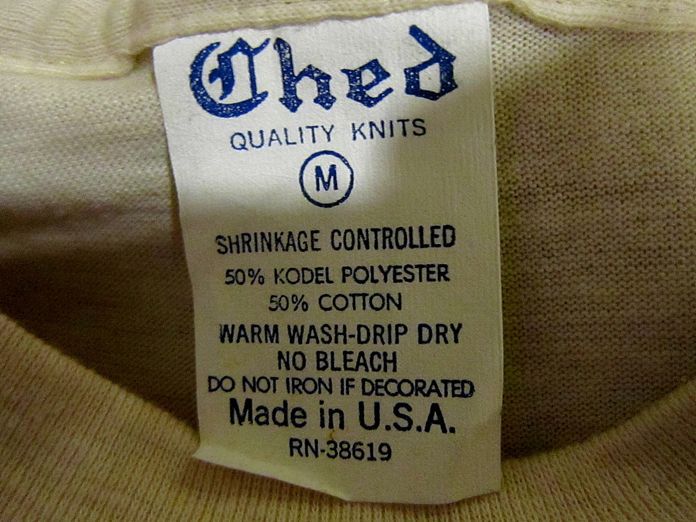 Ched
QUALITY KNITS
M
SHRINKAGE CONTROLLED
50% KODEL POLYESTER
50% COTTON
WARM WASH-DRIP DRY
NO BLEACH
DO NOT IRON IF DECORATED
Made in U.S.A.
RN-38619